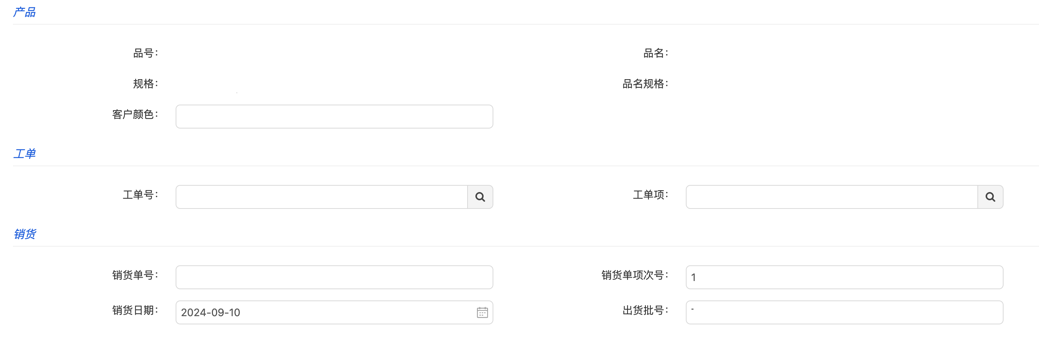 产品
品号： 品名：
规格： 品名规格：
客户颜色：
工单
工单号： 工单项：
销货
销货单号： 销货单项次号： 1
销货日期： 2024-09-10 出货批号： -